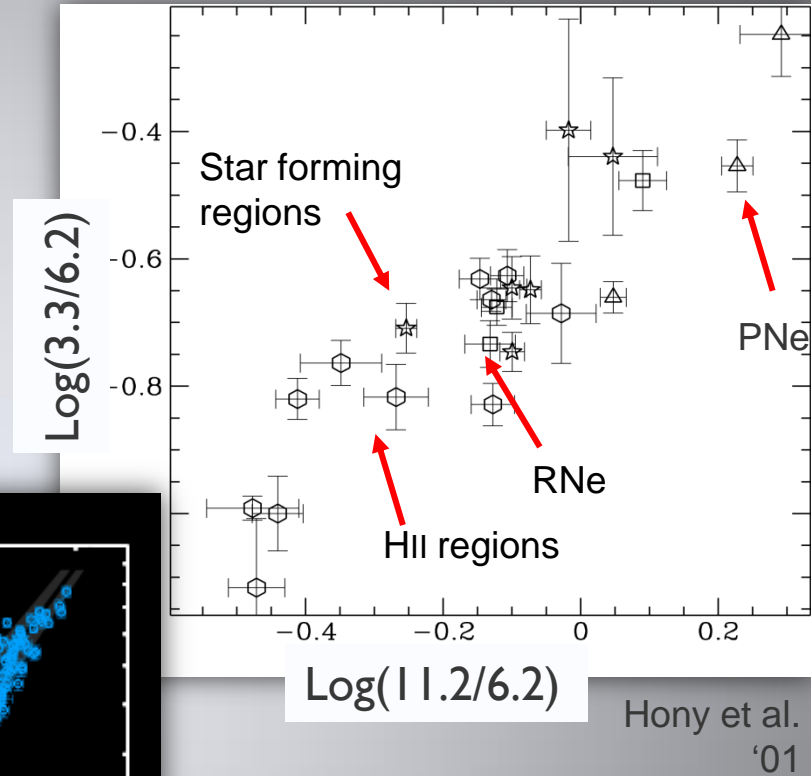 Log(3.3/6.2)
−0.4
−0.6
−0.8
Star forming
regions
PNe
RNe
HII regions
−0.4
−0.2
0
0.2
Log(11.2/6.2)
Hony et al.
‘01